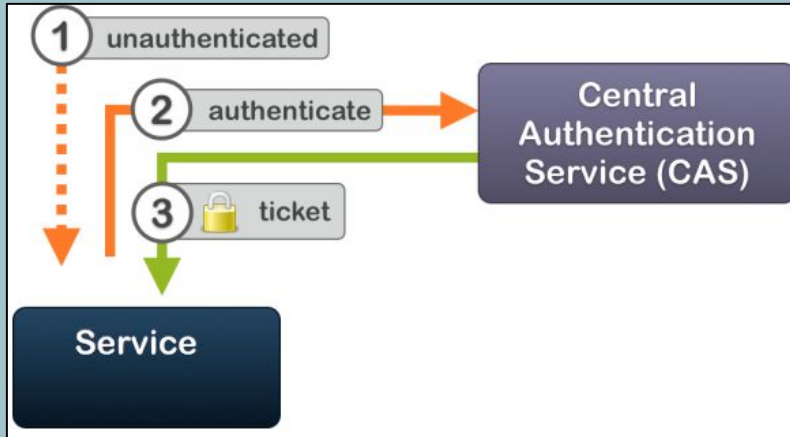 1 unauthenticated
2 authenticate
Central
Authentication
Service (CAS)
3 ticket
Service